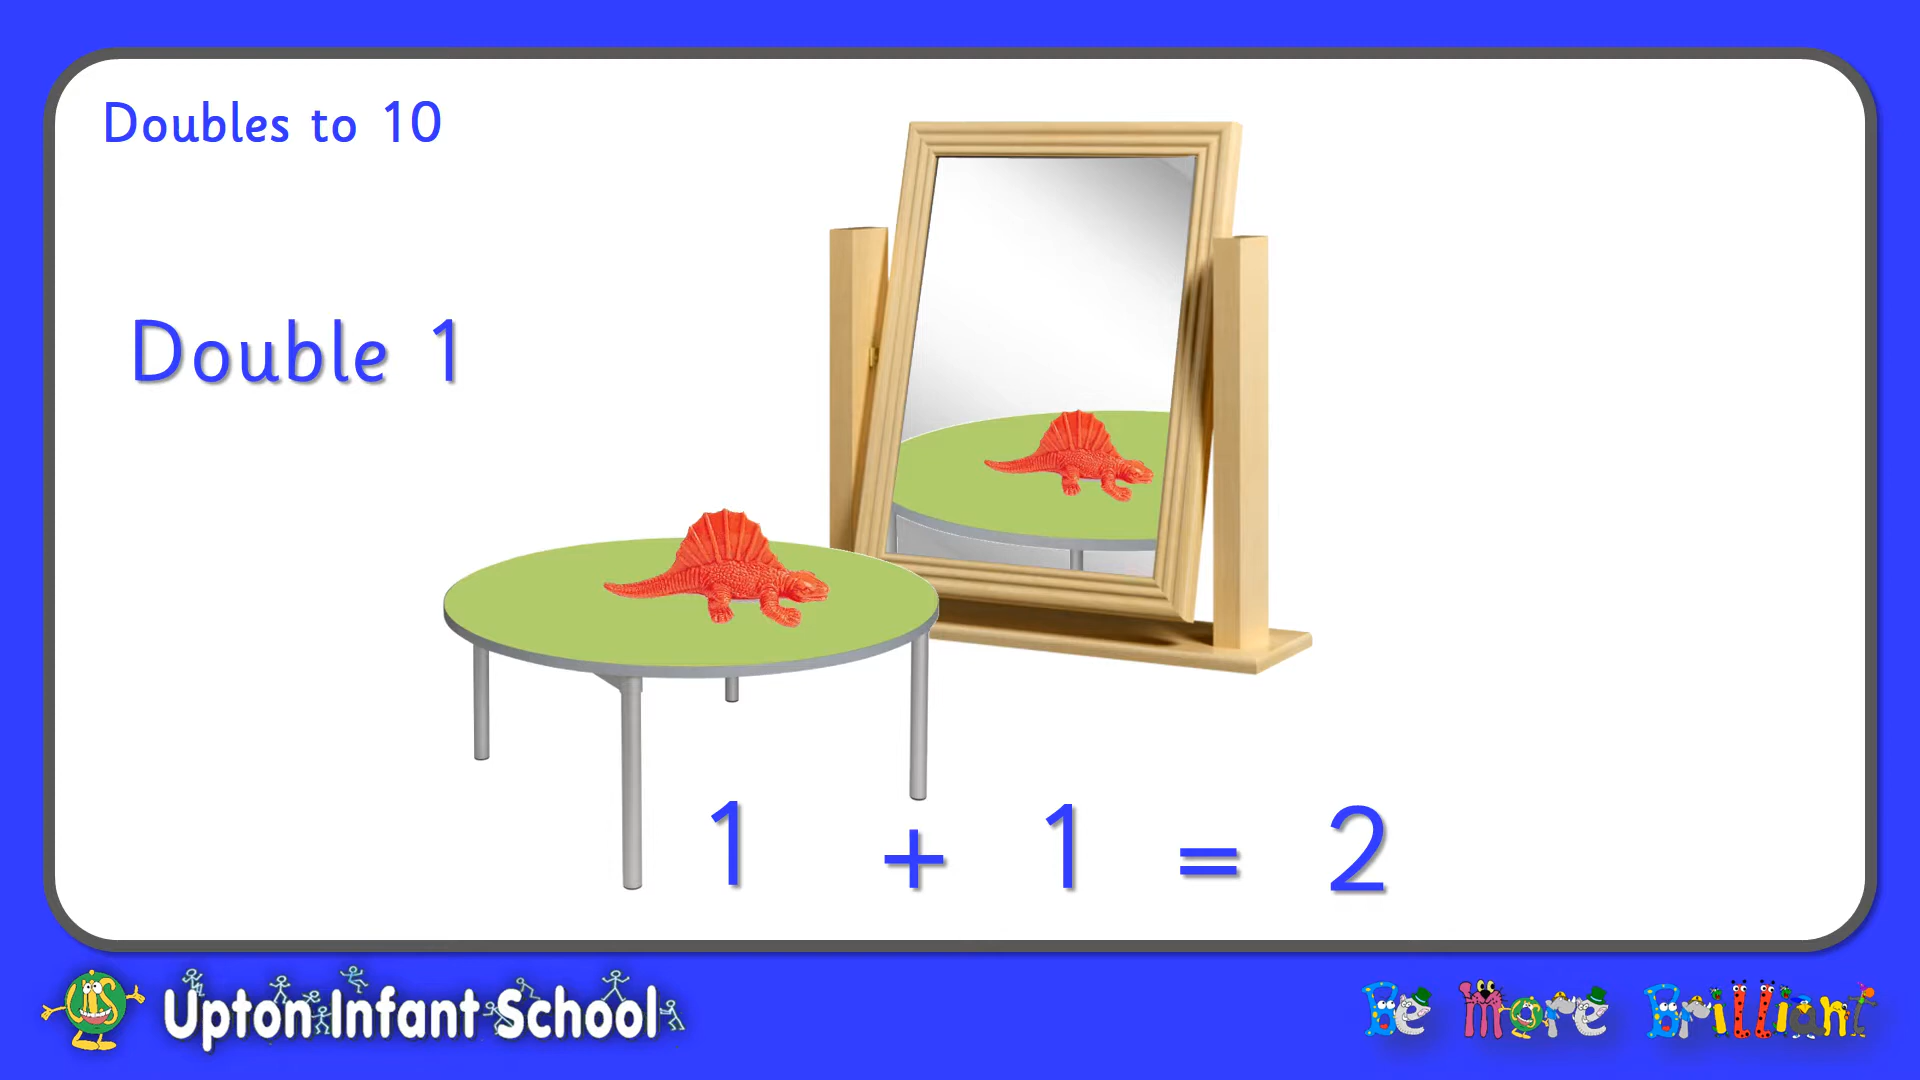 Doubles to 10
Double 1
1 + 1 = 2
Upton Infant School
Be More Brilliant